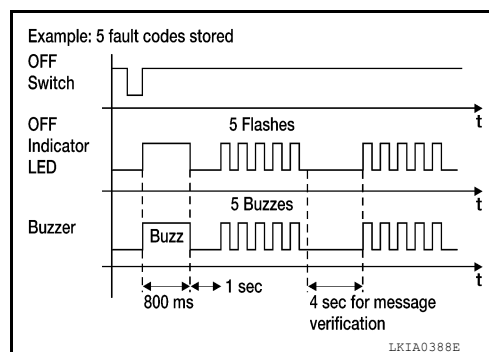 Example: 5 fault codes stored
OFF
Switch
t
OFF
Indicator
LED
5 Flashes
t
5 Buzzes
Buzzer
Buzz
t
800 ms
1 sec
4 sec for message
verification
LKIA0388E